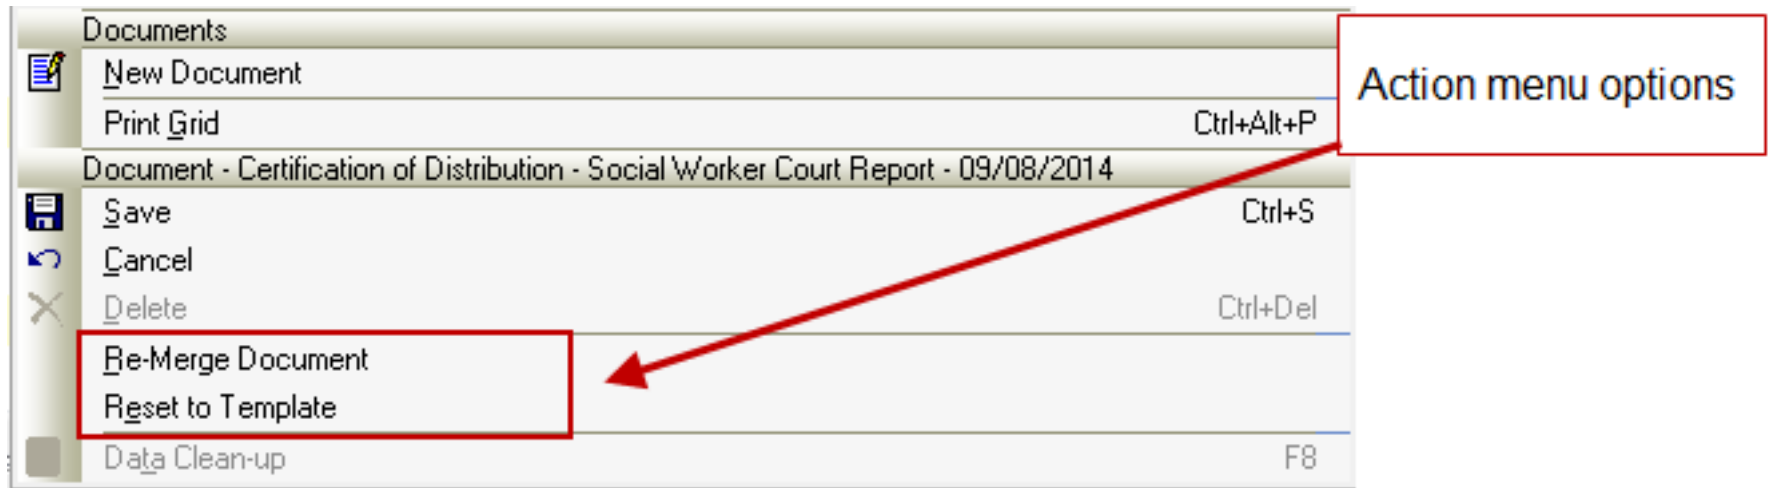 Documents
New Document
Print Grid Ctrl+Alt+P
Document - Certification of Distribution - Social Worker Court Report - 09/08/2014
Save Ctrl+S
Cancel
Delete Ctrl+Del
Re-Merge Document
Reset to Template
Data Clean-up F8
Action menu options